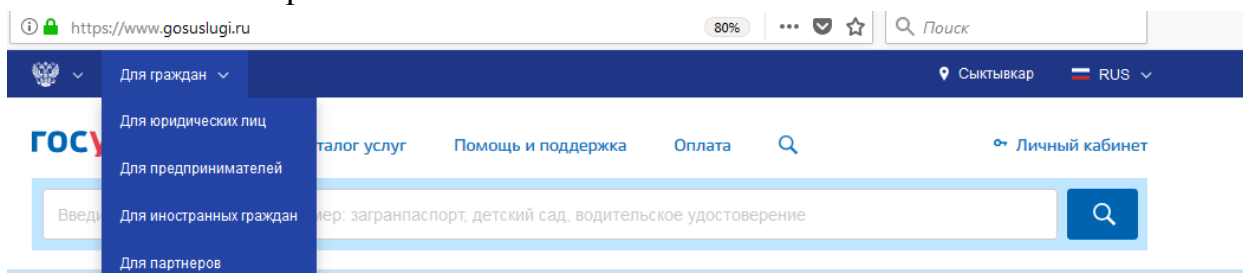 https://www.gosuslugi.ru 80% Поиск
Для граждан Сыктывкар RUS
Для юридических лиц
госу талог услуг Помощь и поддержка Оплата Личный кабинет
Для предпринимателей
Введи Для иностранных граждан мер: загранпаспорт, детский сад, водительское удостоверение
Для партнеров